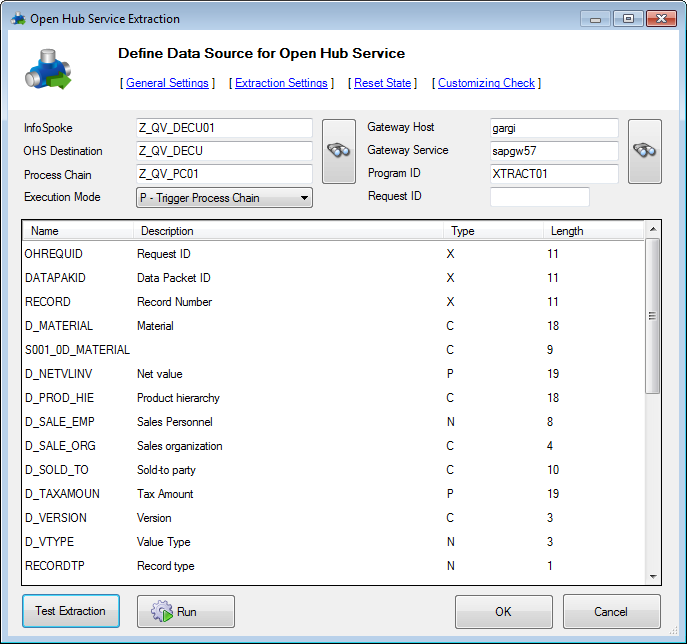 Open Hub Service Extraction
Define Data Source for Open Hub Service
[ General Settings ] [ Extraction Settings ] [ Reset State ] [ Customizing Check ]
InfoSpoke Z_QV_DECU01 Gateway Host gargi
OHS Destination Z_QV_DECU Gateway Service sapgw57
Process Chain Z_QV_PC01 Program ID XTRACT01
Execution Mode P - Trigger Process Chain Request ID
Name Description Type Length
OHREQUID Request ID X 11
DATAPAKID Data Packet ID X 11
RECORD Record Number X 11
D_MATERIAL Material C 18
S001_0D_MATERIAL C 9
D_NETVLINV Net value P 19
D_PROD_HIE Product hierarchy C 18
D_SALE_EMP Sales Personnel N 8
D_SALE_ORG Sales organization C 4
D_SOLD_TO Sold-to party C 10
D_TAXAMOUN Tax Amount P 19
D_VERSION Version C 3
D_VTYPE Value Type N 3
RECORDTP Record type N 1
Test Extraction Run OK Cancel